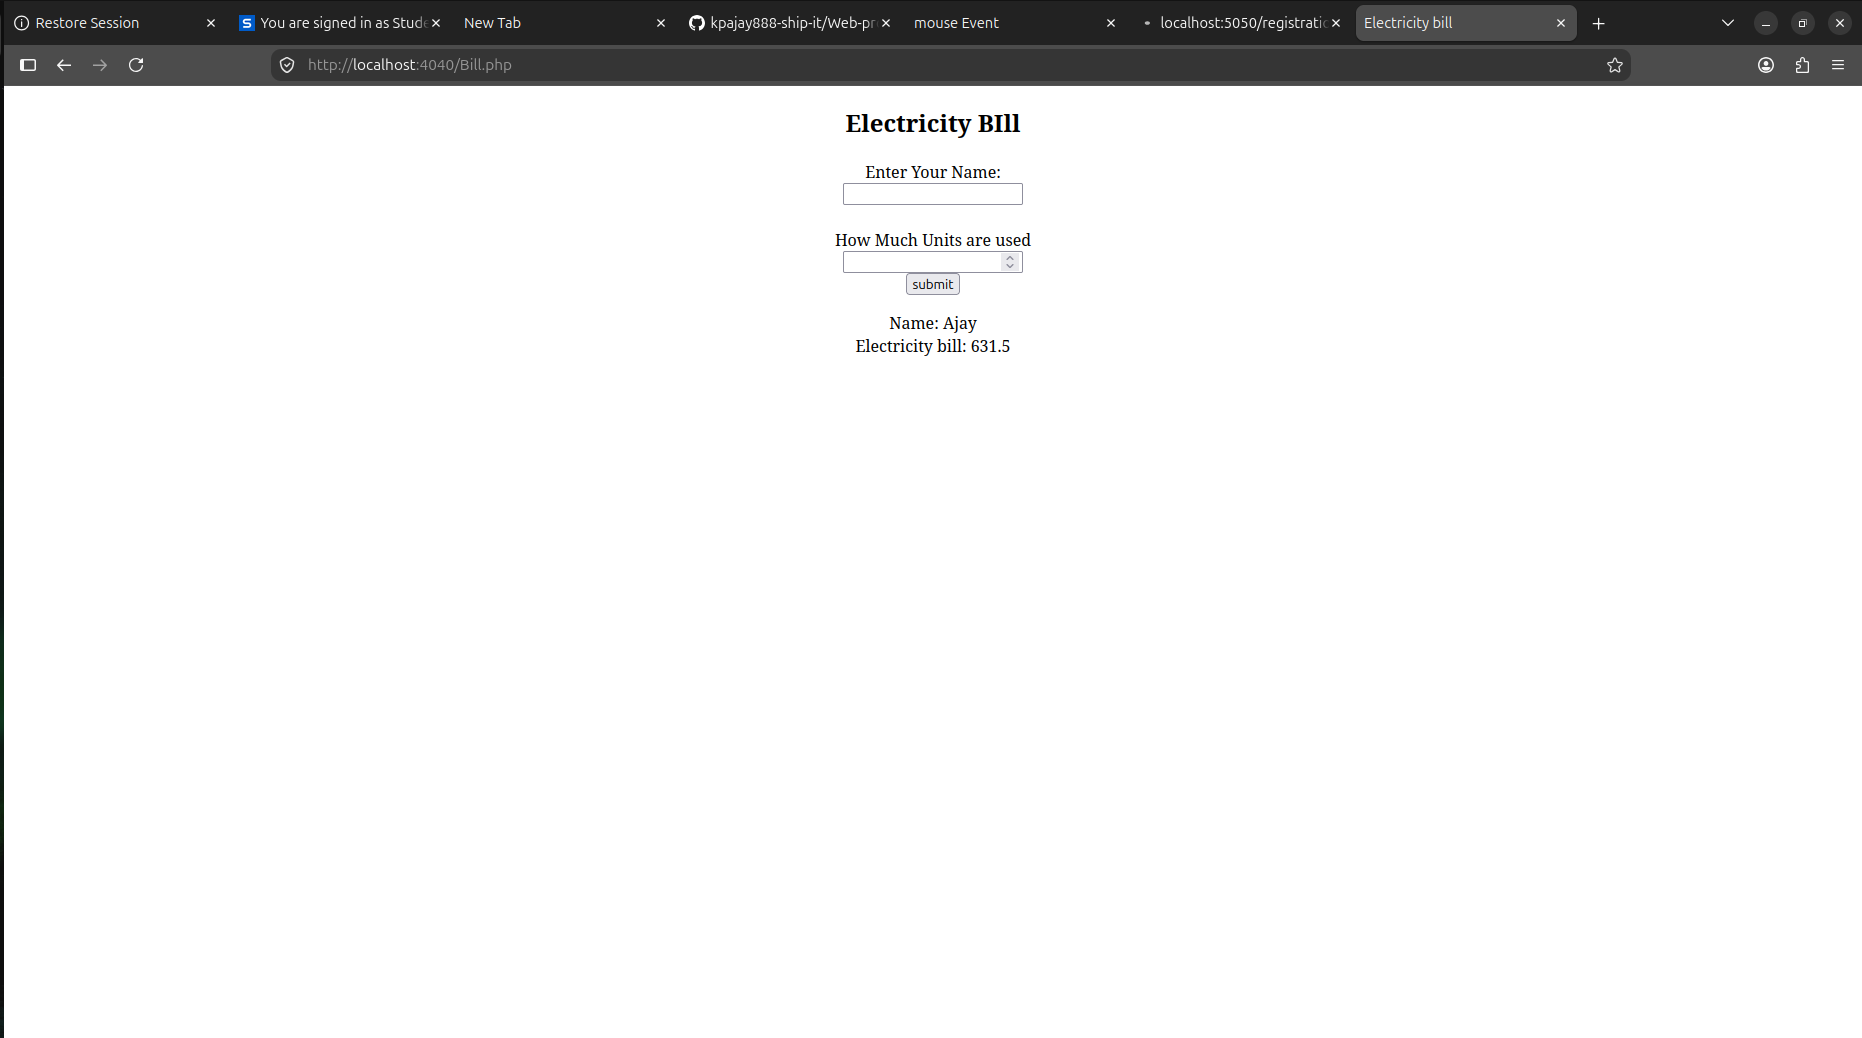 Restore Session
You are signed in as Stude
New Tab
kpajay888-ship-it/Web-pr
mouse Event
localhost:5050/registratio
Electricity bill
http://localhost:4040/Bill.php
Electricity BIll
Enter Your Name:
How Much Units are used
submit
Name: Ajay
Electricity bill: 631.5